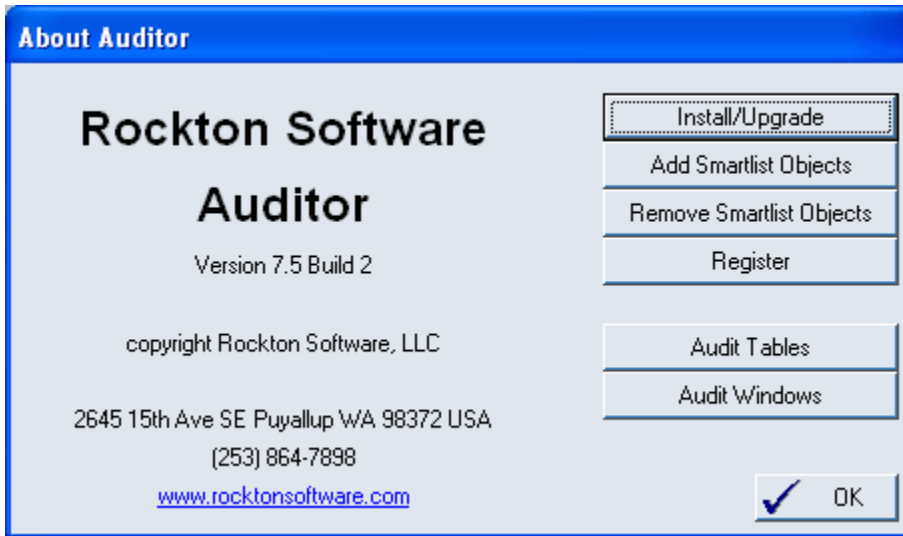 About Auditor
Rockton Software
Auditor
Version 7.5 Build 2
copyright Rockton Software, LLC
2645 15th Ave SE Puyallup WA 98372 USA
(253) 864-7898
www.rocktonsoftware.com
Install/Upgrade
Add Smartlist Objects
Remove Smartlist Objects
Register
Audit Tables
Audit Windows
OK